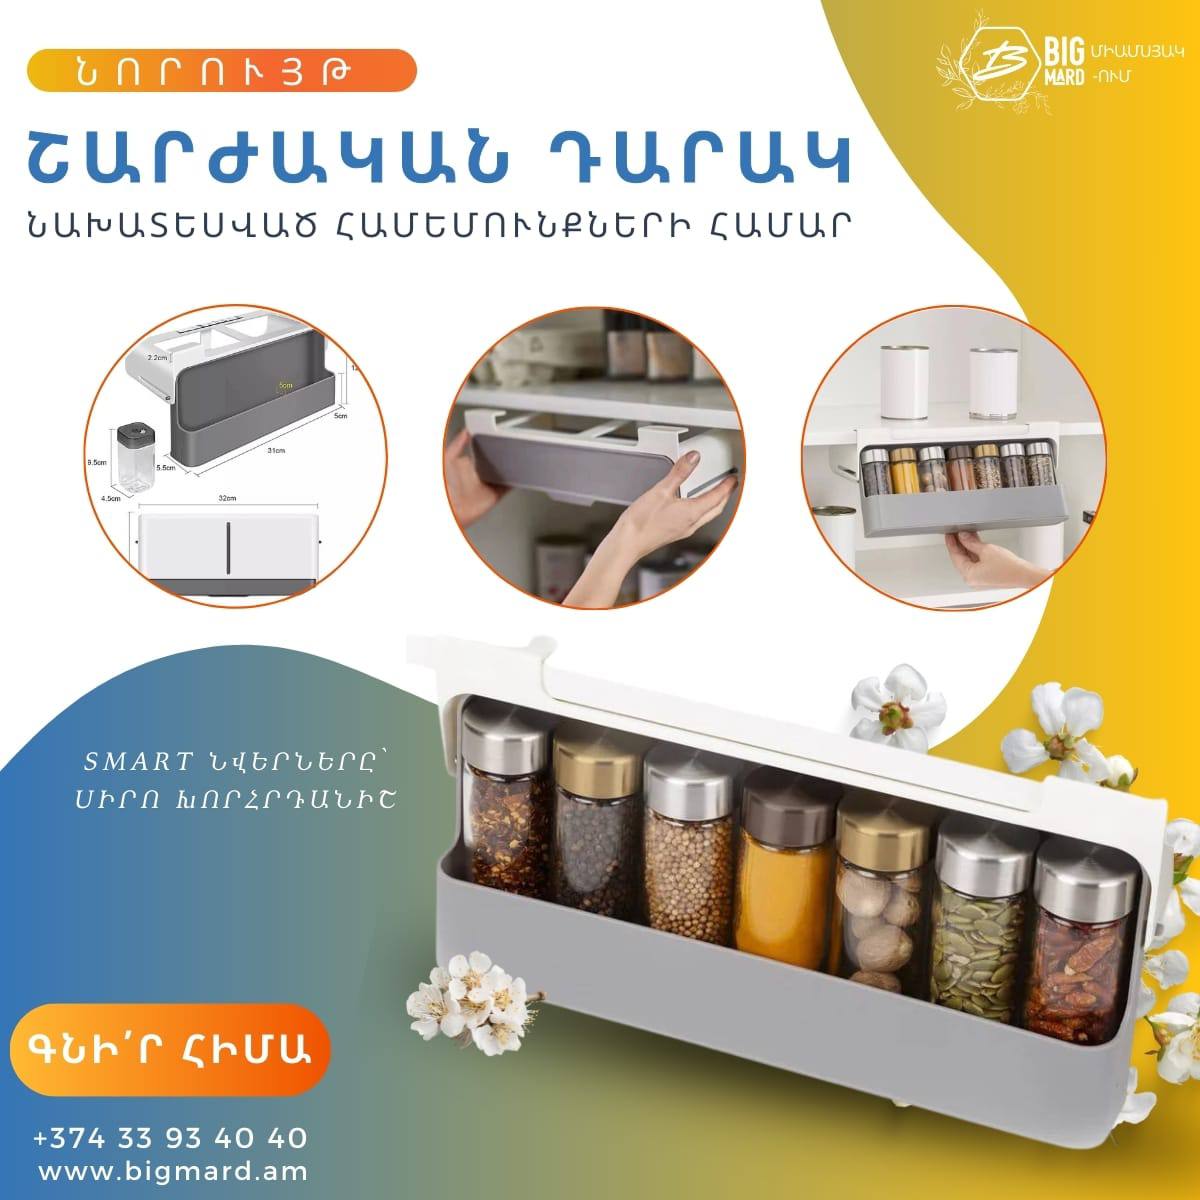 ՆՈՐՈՒՅԹ
BIG ՄԻԱՄՍՅԱԿ
MARD -ՈՒՄ
ՇԱՐԺԱԿԱՆ ԴԱՐԱԿ
ՆԱԽԱՏԵՍՎԱԾ ՀԱՄԵՄՈՒՆՔՆԵՐԻ ՀԱՄԱՐ
2.2cm
5cm
5cm
31cm
5.5cm
9.5cm
4.5cm
32cm
SMART ՆՎԵՐՆԵՐԸ՝
ՍԻՐՈ ԽՈՐՀՐԴԱՆԻՇ
ԳՆԻ՛Ր ՀԻՄԱ
+374 33 93 40 40
www.bigmard.am